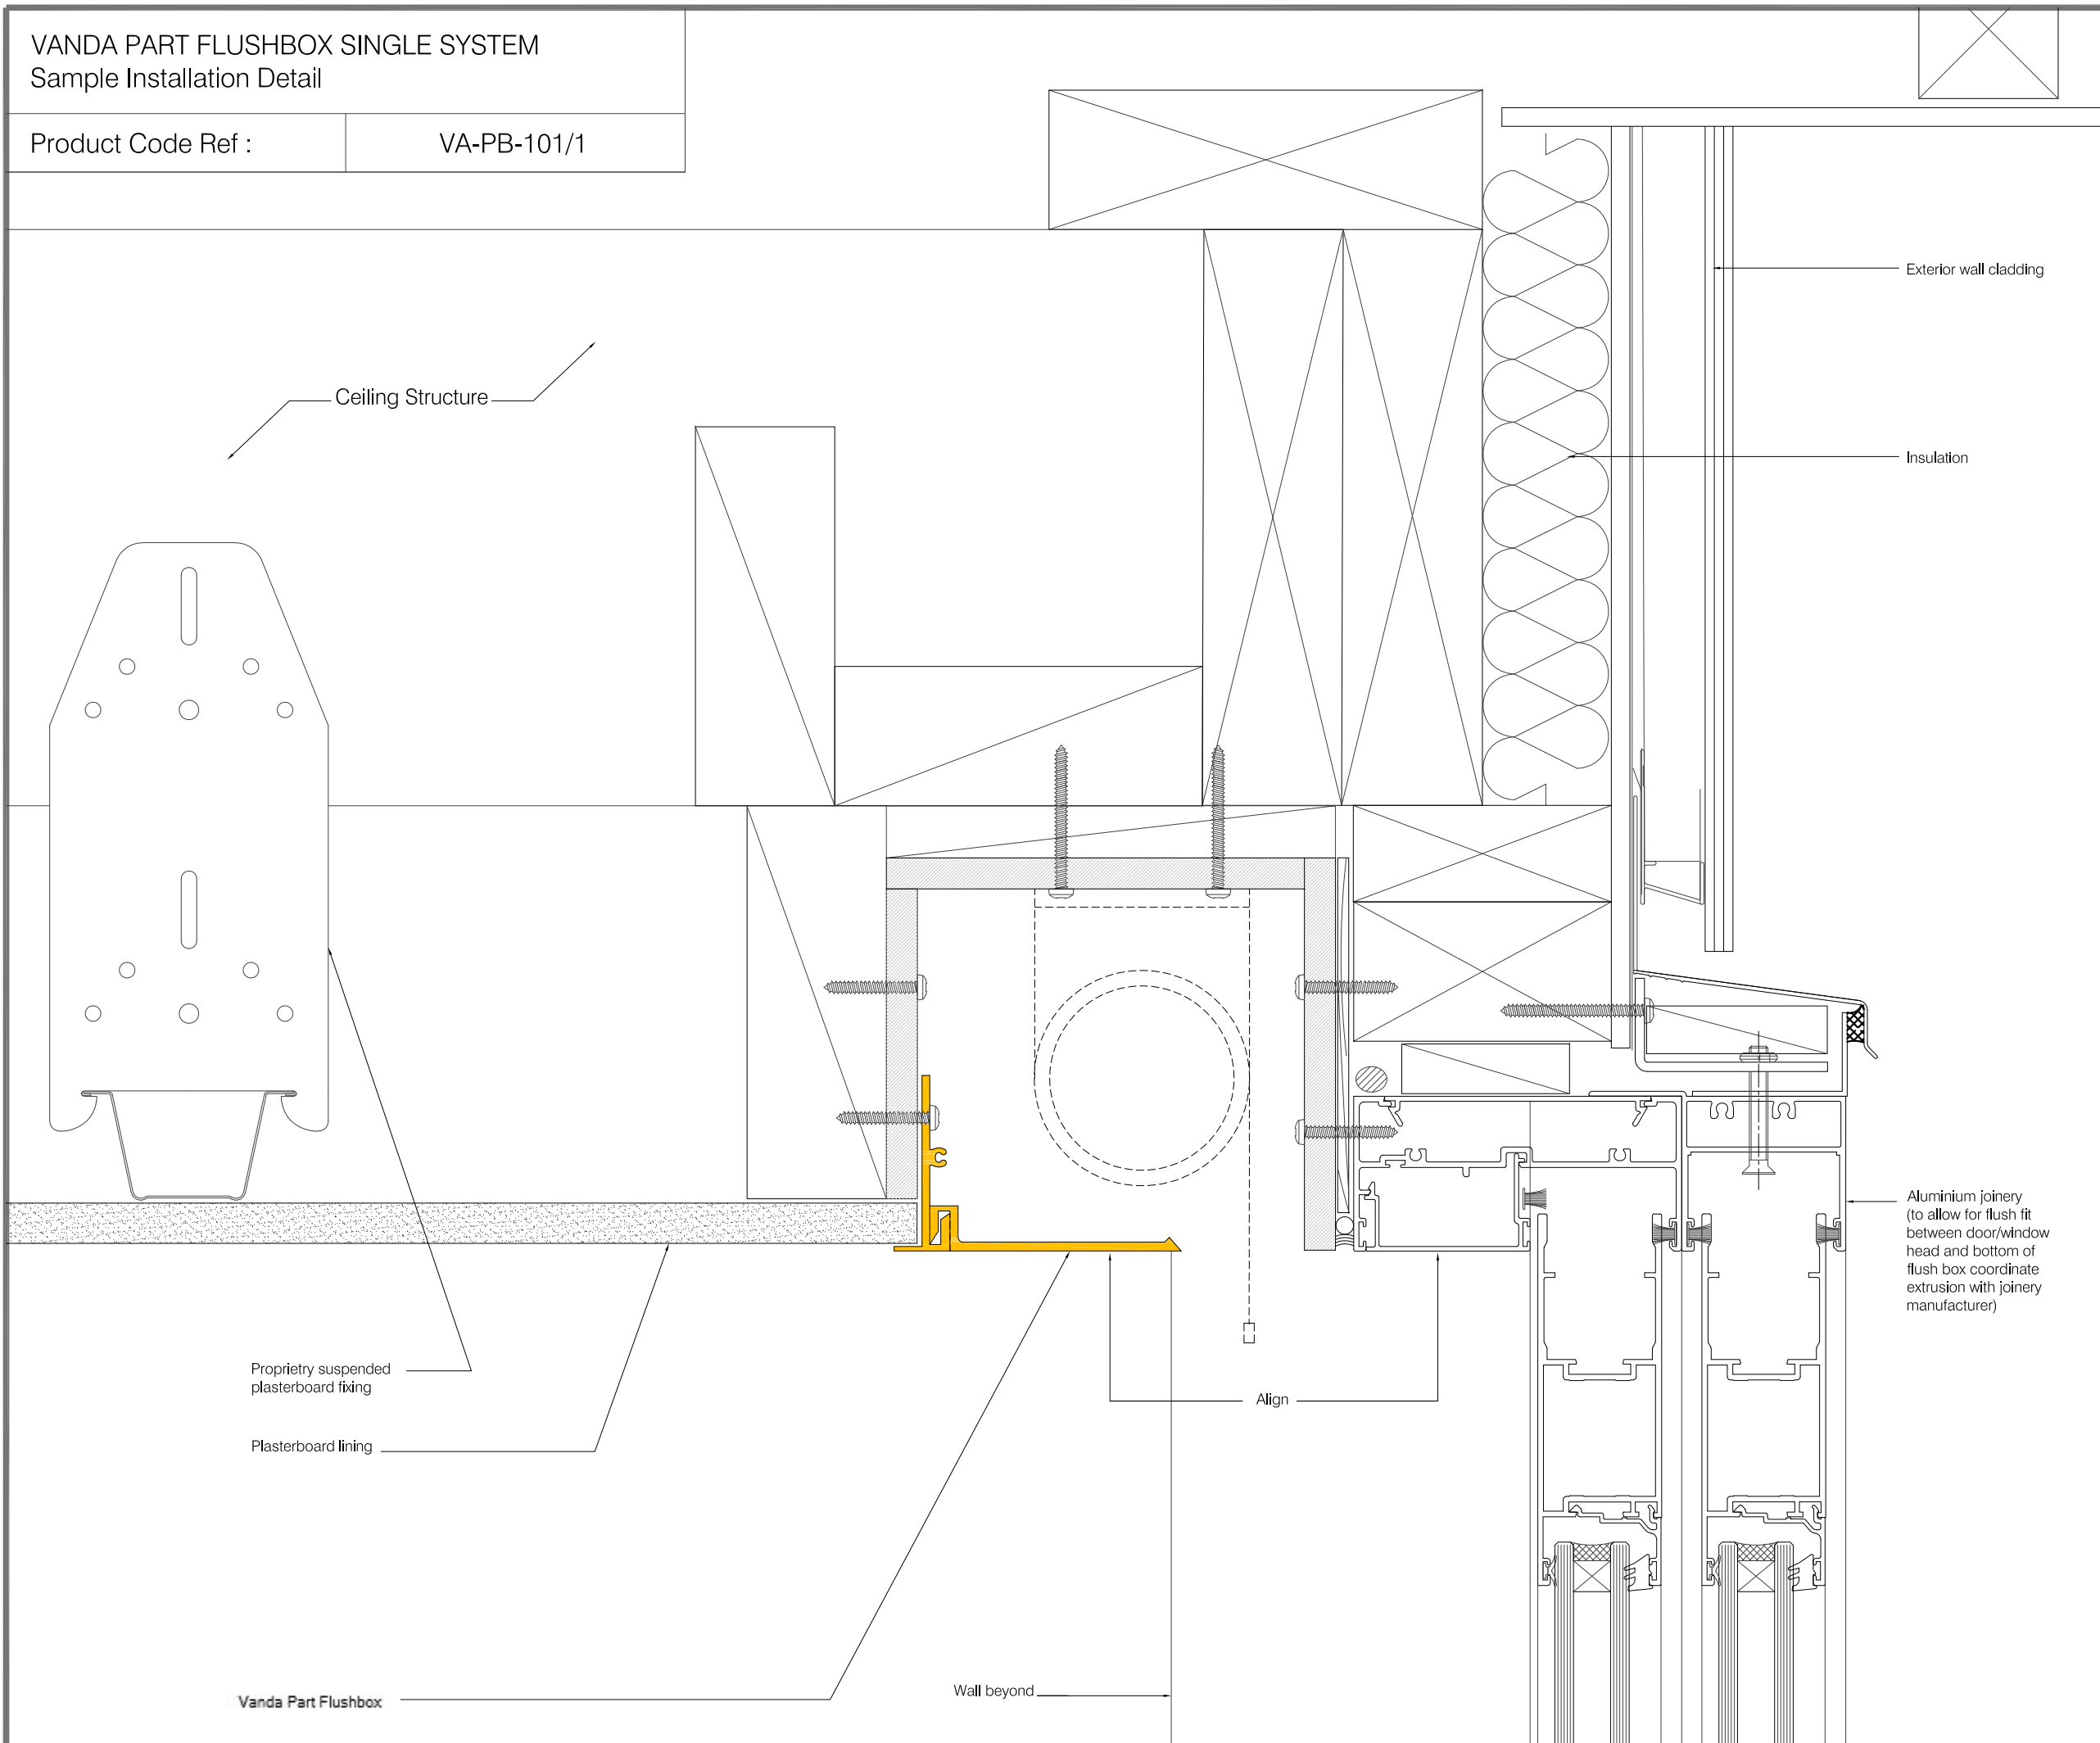 VANDA PART FLUSHBOX SINGLE SYSTEM
Sample Installation Detail
Product Code Ref :
VA-PB-101/1
Exterior wall cladding
Ceiling Structure
Insulation
Aluminium joinery
(to allow for flush fit
between door/window
head and bottom of
flush box coordinate
extrusion with joinery
manufacturer)
Proprietry suspended
plasterboard fixing
Align
Plasterboard lining
Vanda Part Flushbox
Wall beyond